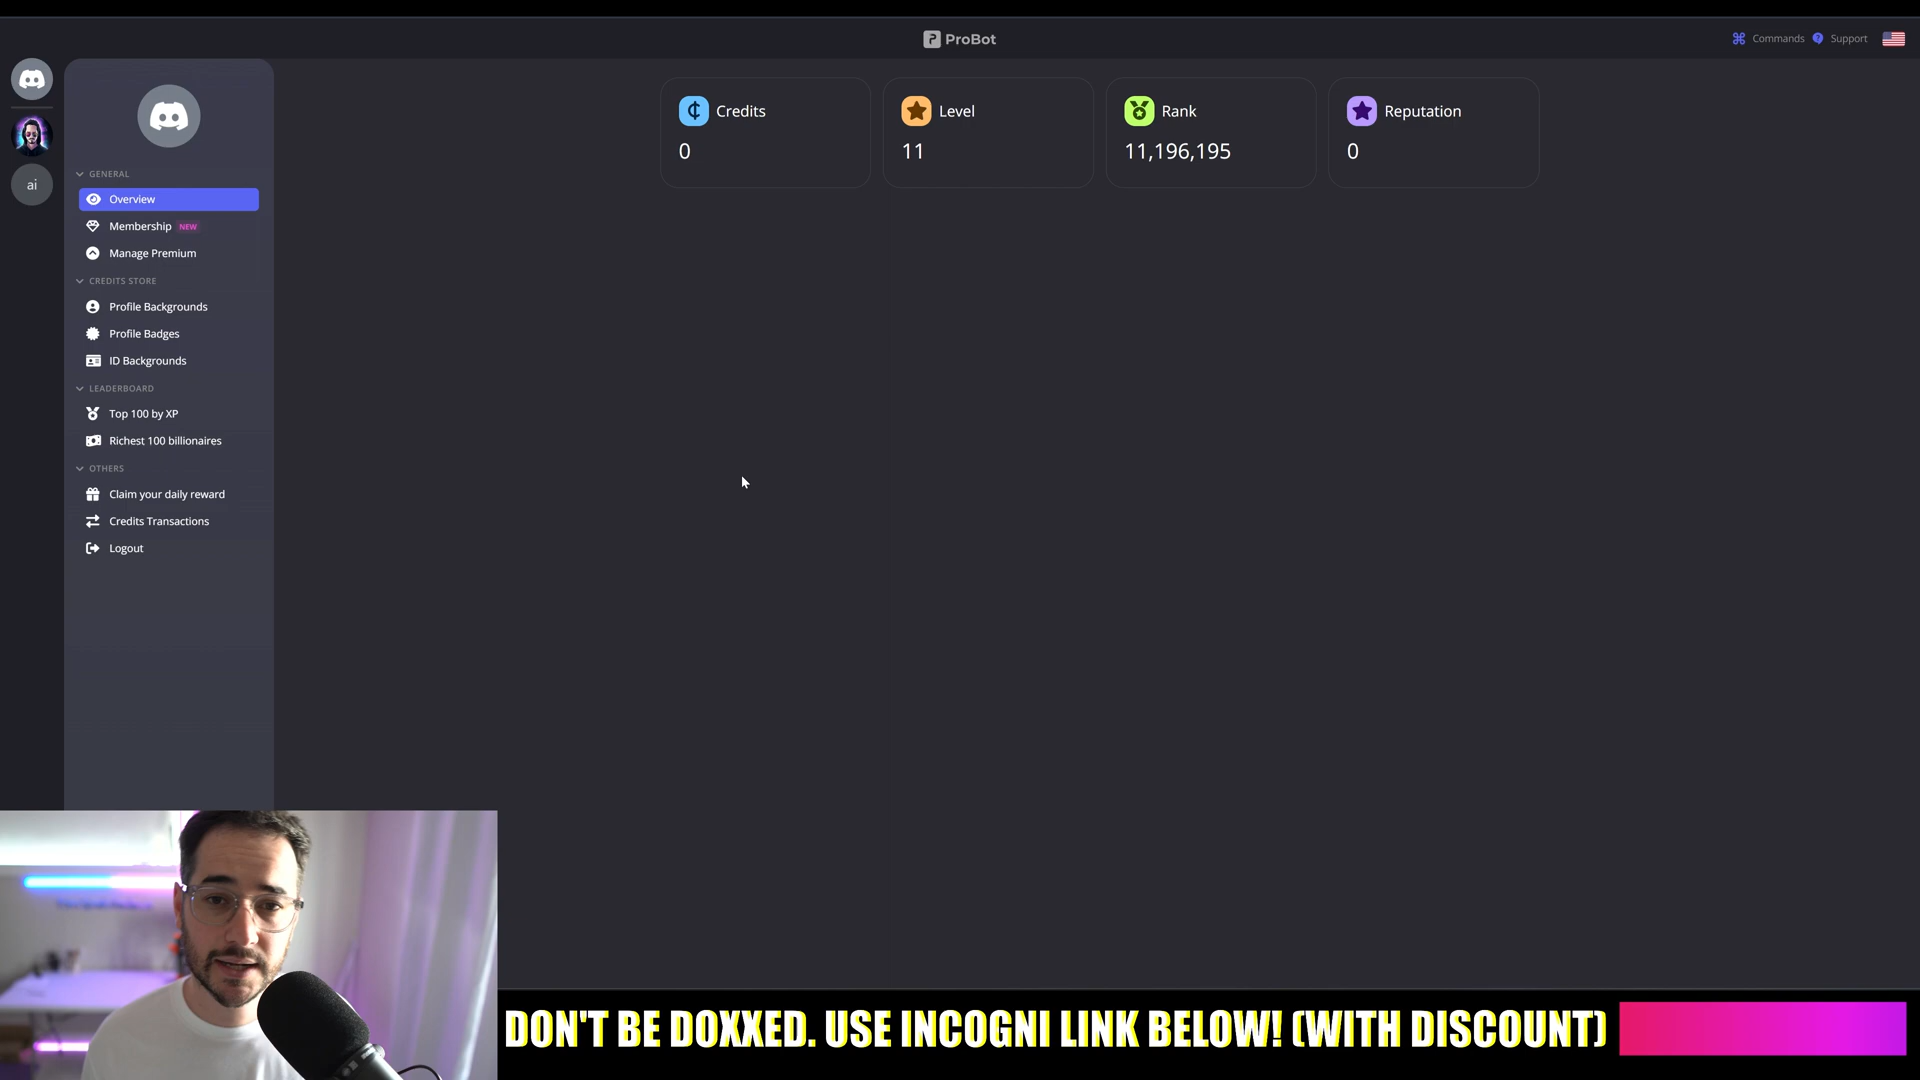 ProBot
Commands
Support
ai
GENERAL
Overview
Membership NEW
Manage Premium
CREDITS STORE
Profile Backgrounds
Profile Badges
ID Backgrounds
LEADERBOARD
Top 100 by XP
Richest 100 billionaires
OTHERS
Claim your daily reward
Credits Transactions
Logout
Credits
0
Level
11
Rank
11,196,195
Reputation
0
DON'T BE DOXXED. USE INCOGNI LINK BELOW! (WITH DISCOUNT)